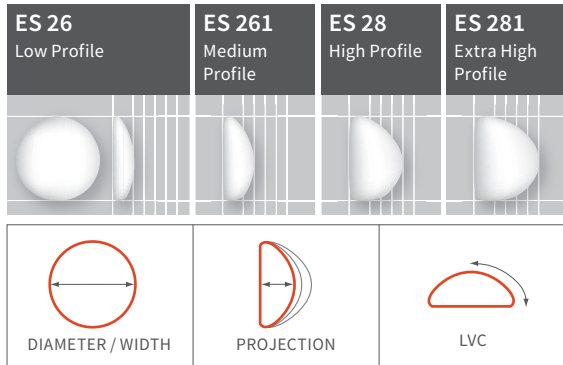 ES 26
Low Profile
ES 261
Medium
Profile
ES 28
High Profile
ES 281
Extra High
Profile
DIAMETER / WIDTH
PROJECTION
LVC